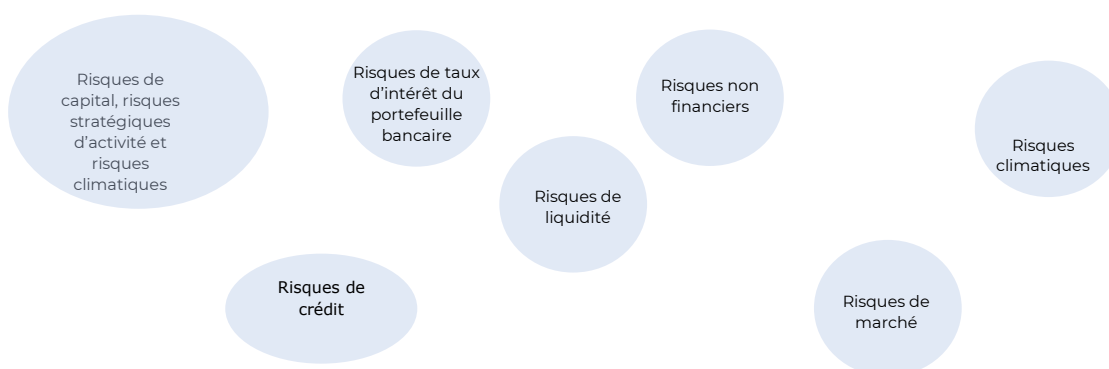 Risques de
capital, risques
stratégiques
d’activité et
risques
climatiques
Risques de taux
d’intérêt du
portefeuille
bancaire
Risques non
financiers
Risques
climatiques
Risques de
liquidité
Risques de
crédit
Risques de
marché